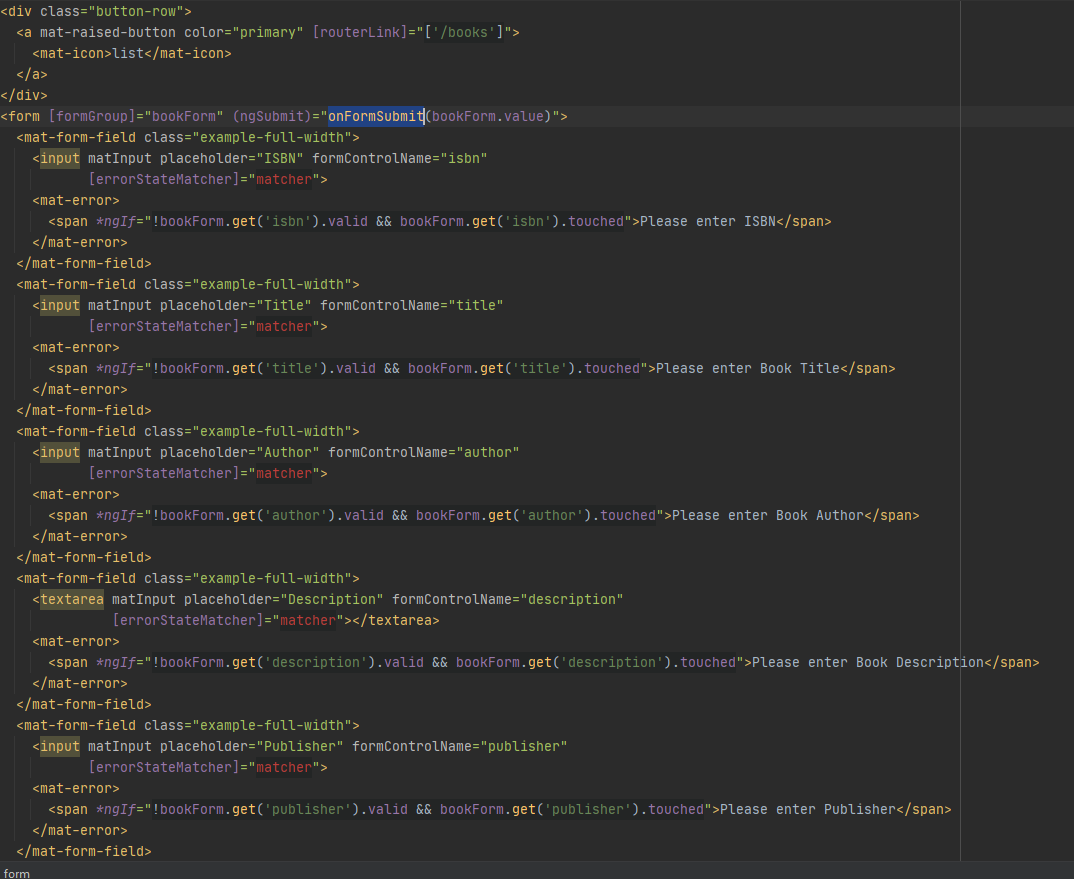 <div class="button-row">
  <a mat-raised-button color="primary" [routerLink]="['/books']">
    <mat-icon>list</mat-icon>
  </a>
</div>
<form [formGroup]="bookForm" (ngSubmit)="onFormSubmit(bookForm.value)">
  <mat-form-field class="example-full-width">
    <input matInput placeholder="ISBN" formControlName="isbn"
           [errorStateMatcher]="matcher">
    <mat-error>
      <span *ngIf="!bookForm.get('isbn').valid && bookForm.get('isbn').touched">Please enter ISBN</span>
    </mat-error>
  </mat-form-field>
  <mat-form-field class="example-full-width">
    <input matInput placeholder="Title" formControlName="title"
           [errorStateMatcher]="matcher">
    <mat-error>
      <span *ngIf="!bookForm.get('title').valid && bookForm.get('title').touched">Please enter Book Title</span>
    </mat-error>
  </mat-form-field>
  <mat-form-field class="example-full-width">
    <input matInput placeholder="Author" formControlName="author"
           [errorStateMatcher]="matcher">
    <mat-error>
      <span *ngIf="!bookForm.get('author').valid && bookForm.get('author').touched">Please enter Book Author</span>
    </mat-error>
  </mat-form-field>
  <mat-form-field class="example-full-width">
    <textarea matInput placeholder="Description" formControlName="description"
              [errorStateMatcher]="matcher"></textarea>
    <mat-error>
      <span *ngIf="!bookForm.get('description').valid && bookForm.get('description').touched">Please enter Book Description</span>
    </mat-error>
  </mat-form-field>
  <mat-form-field class="example-full-width">
    <input matInput placeholder="Publisher" formControlName="publisher"
           [errorStateMatcher]="matcher">
    <mat-error>
      <span *ngIf="!bookForm.get('publisher').valid && bookForm.get('publisher').touched">Please enter Publisher</span>
    </mat-error>
  </mat-form-field>
form